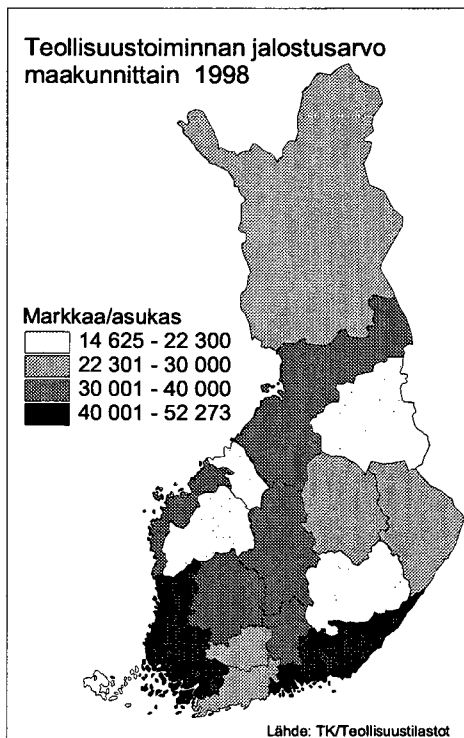 Teollisuustoiminnan jalostusarvo
maakunnittain 1998
Markkaa/asukas
14 625 - 22 300
22 301 - 30 000
30 001 - 40 000
40 001 - 52 273
Lähde: TK/Teollisuustilastot